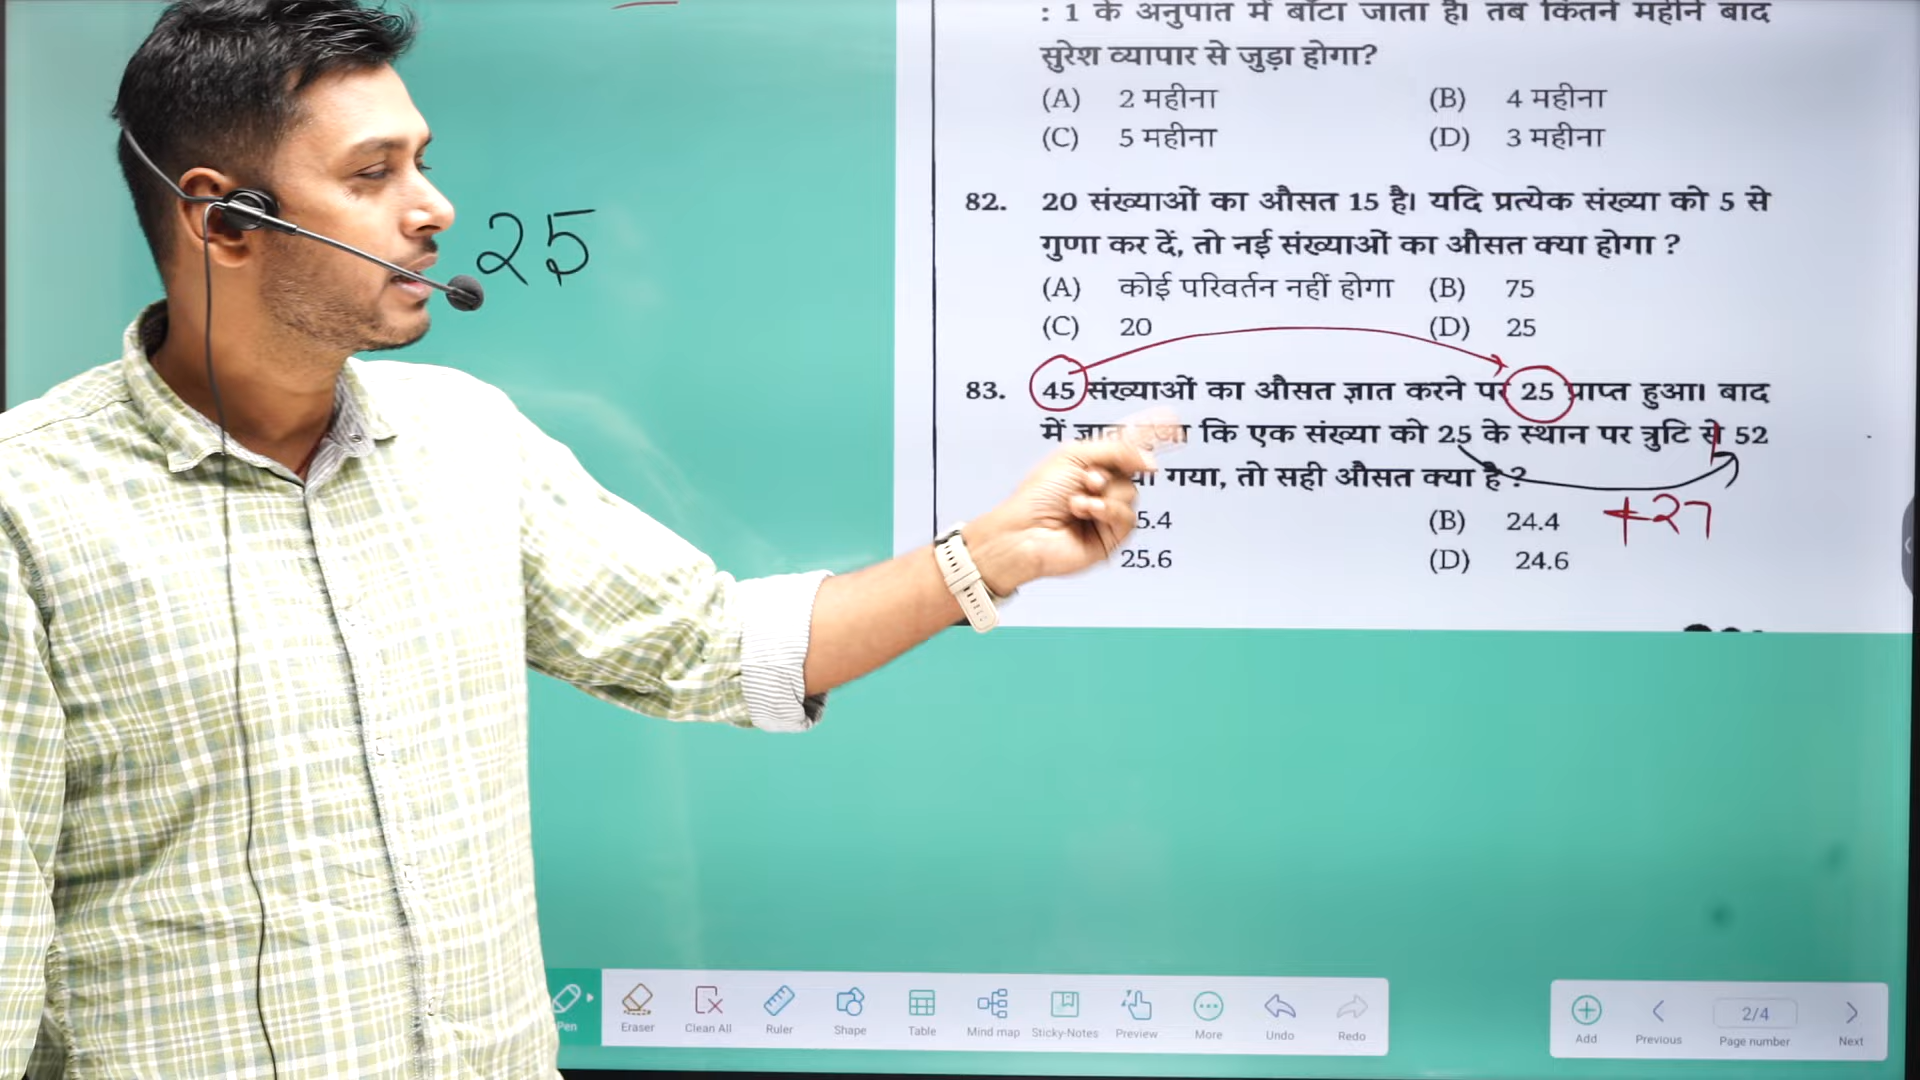 : 1 के अनुपात में बाँटा जाता है। तब कितने महीने बाद
सुरेश व्यापार से जुड़ा होगा?
(A) 2 महीना (B) 4 महीना
(C) 5 महीना (D) 3 महीना
25
82. 20 संख्याओं का औसत 15 है। यदि प्रत्येक संख्या को 5 से
गुणा कर दें, तो नई संख्याओं का औसत क्या होगा ?
(A) कोई परिवर्तन नहीं होगा (B) 75
(C) 20 (D) 25
83. 45 संख्याओं का औसत ज्ञात करने पर 25 प्राप्त हुआ। बाद
में ज्ञात हुआ कि एक संख्या को 25 के स्थान पर त्रुटि से 52
गया, तो सही औसत क्या है ?
5.4 (B) 24.4 +27
25.6 (D) 24.6
Pen Eraser Clean All Ruler Shape Table Mind map Sticky-Notes Preview More Undo Redo
2/4
Add Previous Page number Next